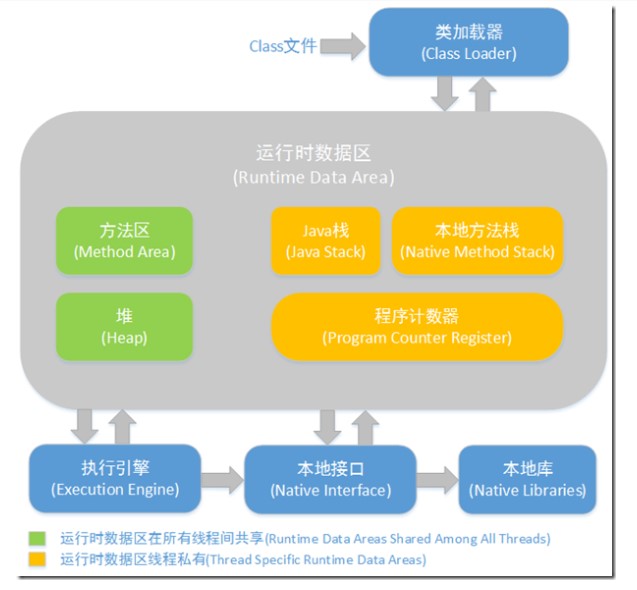 Class文件
类加载器
(Class Loader)
运行时数据区
(Runtime Data Area)
方法区
(Method Area)
Java栈
(Java Stack)
本地方法栈
(Native Method Stack)
堆
(Heap)
程序计数器
(Program Counter Register)
执行引擎
(Execution Engine)
本地接口
(Native Interface)
本地库
(Native Libraries)
运行时数据区在所有线程间共享(Runtime Data Areas Shared Among All Threads)
运行时数据区线程私有(Thread Specific Runtime Data Areas)